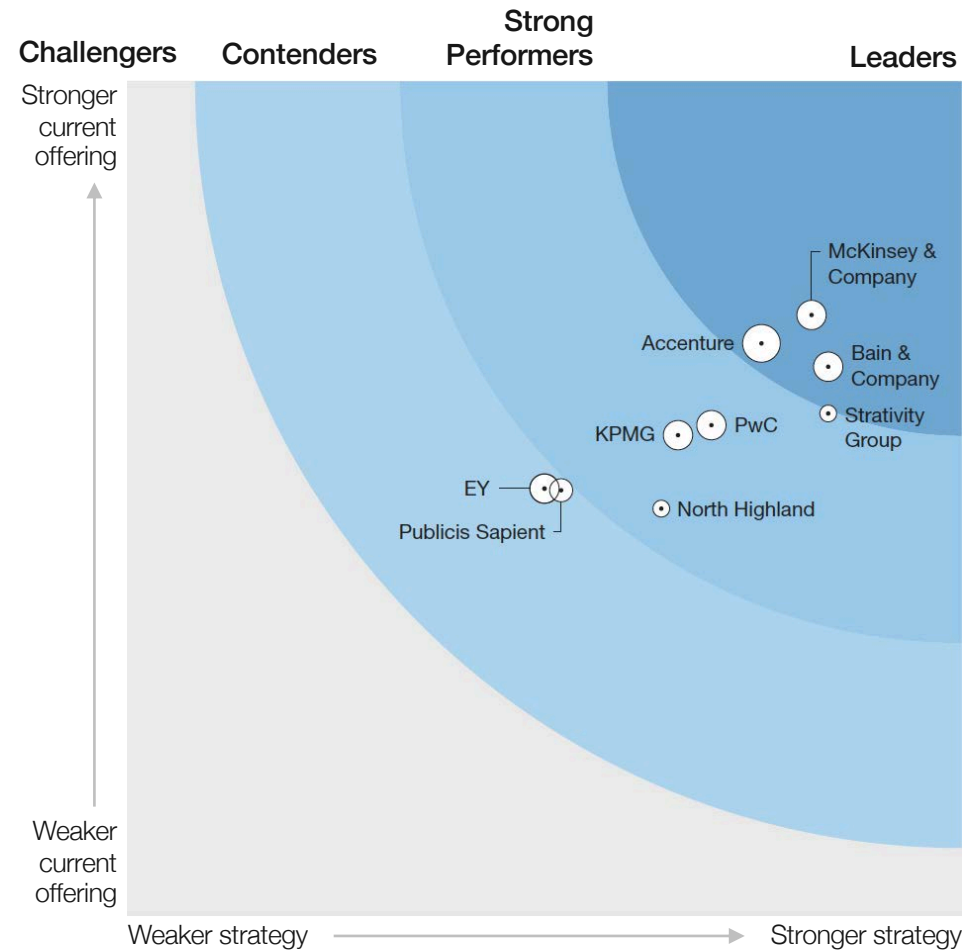 Challengers
Contenders
Strong
Performers
Leaders
Stronger
current
offering
McKinsey &
Company
Accenture
Bain &
Company
Strativity
Group
KPMG
PwC
EY
Publicis Sapient
North Highland
Weaker
current
offering
Weaker strategy
Stronger strategy